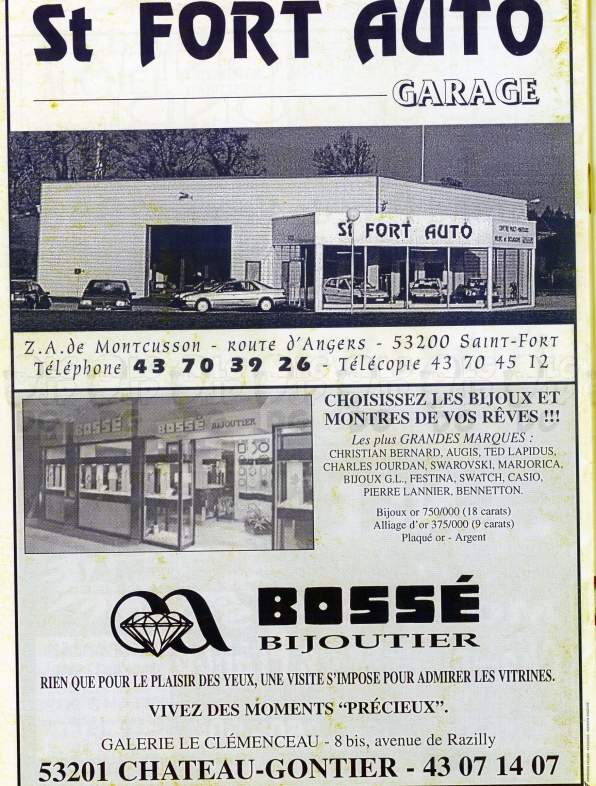 St FORT AUTO
GARAGE
St FORT AUTO
Z.A.de Montcusson - route d'Angers - 53200 Saint-Fort
Téléphone 43 70 39 26 - Télécopie 43 70 45 12
BOSSÉ BOSSÉ BIJOUTIER
CHOISISSEZ LES BIJOUX ET
MONTRES DE VOS RÊVES !!!
Les plus GRANDES MARQUES :
CHRISTIAN BERNARD, AUGIS, TED LAPIDUS,
CHARLES JOURDAN, SWAROVSKI, MARJORICA,
BIJOUX G.L., FESTINA, SWATCH, CASIO,
PIERRE LANNIER, BENNETTON.
Bijoux or 750/000 (18 carats)
Alliage d'or 375/000 (9 carats)
Plaqué or - Argent
BOSSÉ
BIJOUTIER
RIEN QUE POUR LE PLAISIR DES YEUX, UNE VISITE S'IMPOSE POUR ADMIRER LES VITRINES.
VIVEZ DES MOMENTS “PRÉCIEUX”.
GALERIE LE CLÉMENCEAU - 8 bis, avenue de Razilly
53201 CHATEAU-GONTIER - 43 07 14 07